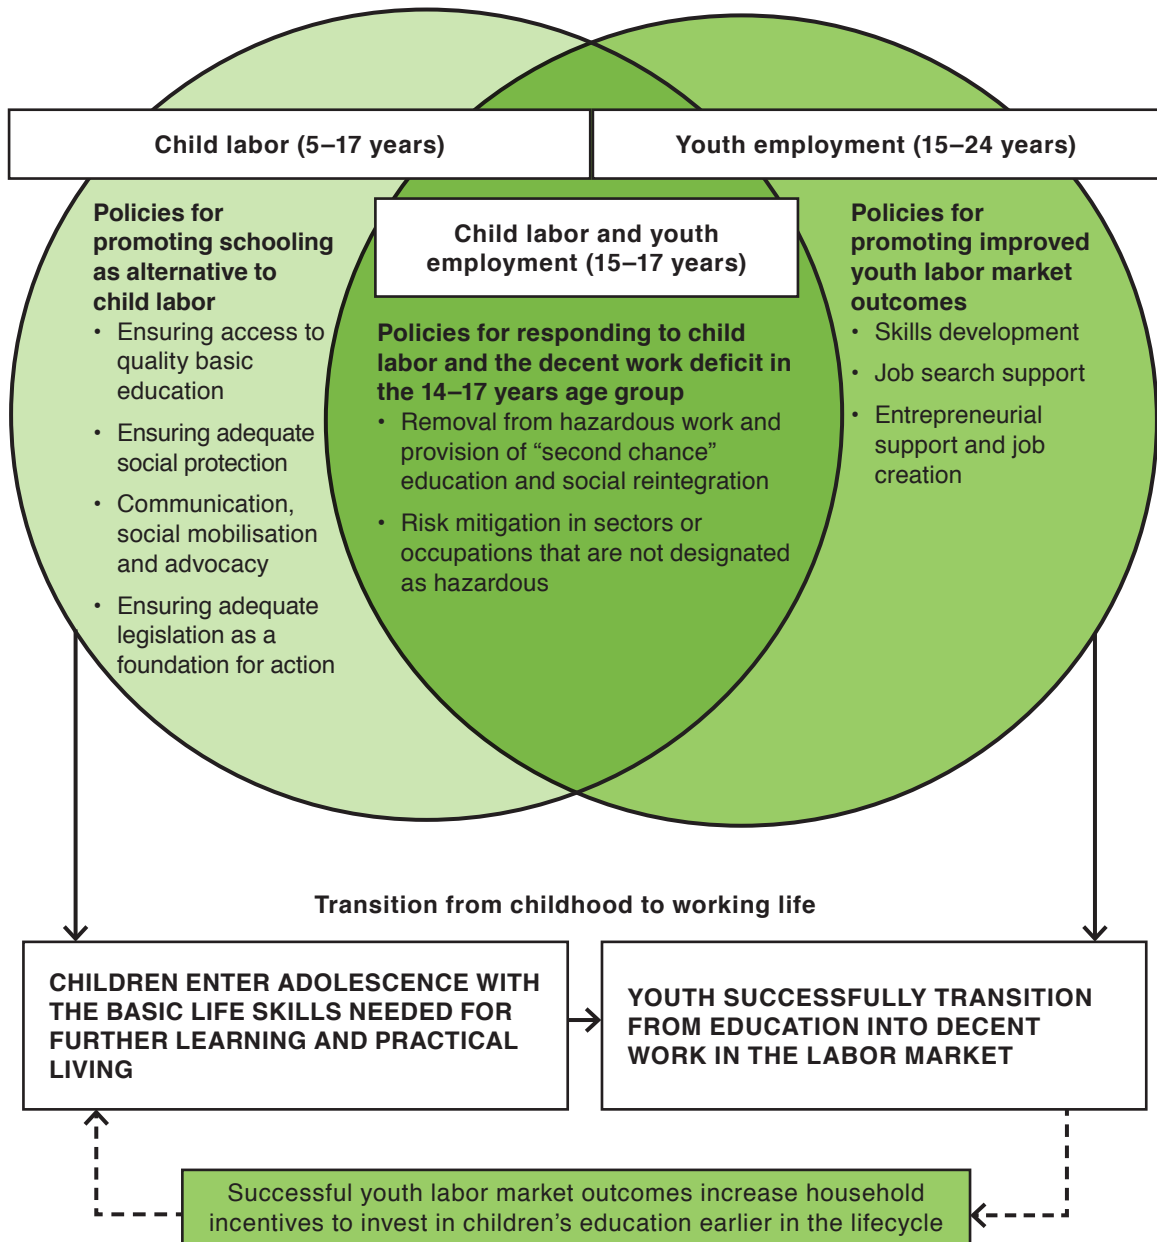 Child labor (5–17 years)
Youth employment (15–24 years)
Policies for
promoting schooling
as alternative to
child labor
• Ensuring access to
quality basic
education
• Ensuring adequate
social protection
• Communication,
social mobilisation
and advocacy
• Ensuring adequate
legislation as a
foundation for action
Child labor and youth
employment (15–17 years)
Policies for responding to child
labor and the decent work deficit in
the 14–17 years age group
• Removal from hazardous work and
provision of “second chance”
education and social reintegration
• Risk mitigation in sectors or
occupations that are not designated
as hazardous
Policies for
promoting improved
youth labor market
outcomes
• Skills development
• Job search support
• Entrepreneurial
support and job
creation
Transition from childhood to working life
CHILDREN ENTER ADOLESCENCE WITH
THE BASIC LIFE SKILLS NEEDED FOR
FURTHER LEARNING AND PRACTICAL
LIVING
YOUTH SUCCESSFULLY TRANSITION
FROM EDUCATION INTO DECENT
WORK IN THE LABOR MARKET
Successful youth labor market outcomes increase household
incentives to invest in children’s education earlier in the lifecycle